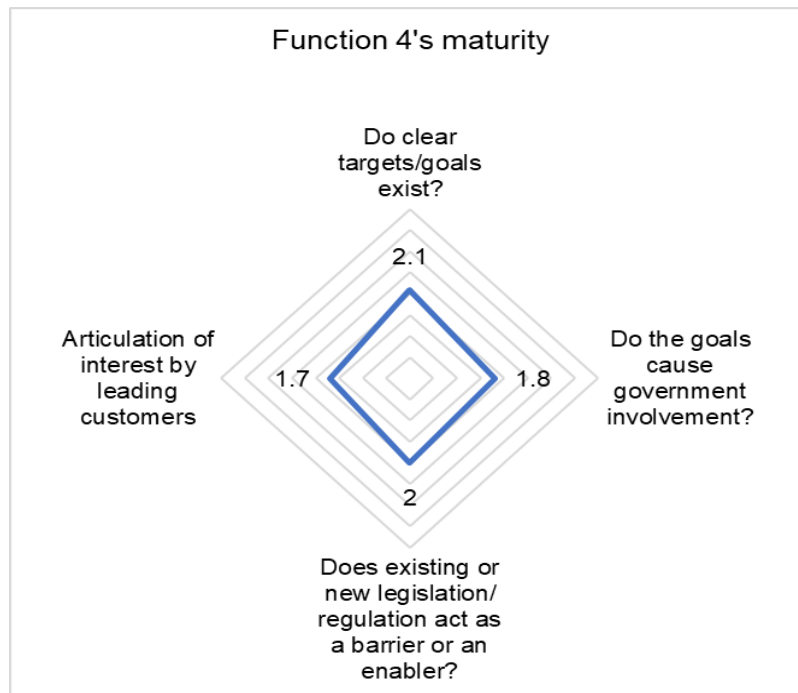 Function 4's maturity
Do clear
targets/goals
exist?
2.1
Articulation of
interest by
leading
customers
1.7
1.8
Do the goals
cause
government
involvement?
2
Does existing or
new legislation/
regulation act as
a barrier or an
enabler?